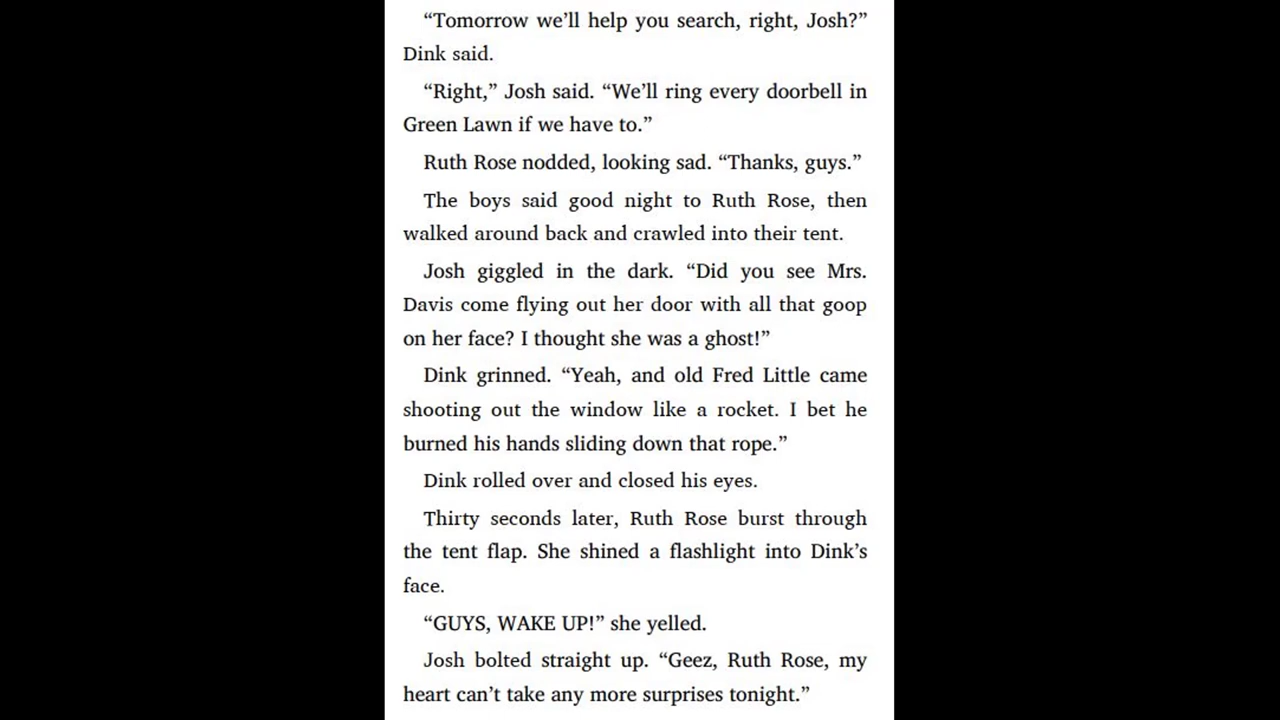 “Tomorrow we’ll help you search, right, Josh?”
Dink said.
“Right,” Josh said. “We’ll ring every doorbell in
Green Lawn if we have to.”
Ruth Rose nodded, looking sad. “Thanks, guys.”
The boys said good night to Ruth Rose, then
walked around back and crawled into their tent.
Josh giggled in the dark. “Did you see Mrs.
Davis come flying out her door with all that goop
on her face? I thought she was a ghost!”
Dink grinned. “Yeah, and old Fred Little came
shooting out the window like a rocket. I bet he
burned his hands sliding down that rope.”
Dink rolled over and closed his eyes.
Thirty seconds later, Ruth Rose burst through
the tent flap. She shined a flashlight into Dink’s
face.
“GUYS, WAKE UP!” she yelled.
Josh bolted straight up. “Geez, Ruth Rose, my
heart can’t take any more surprises tonight.”